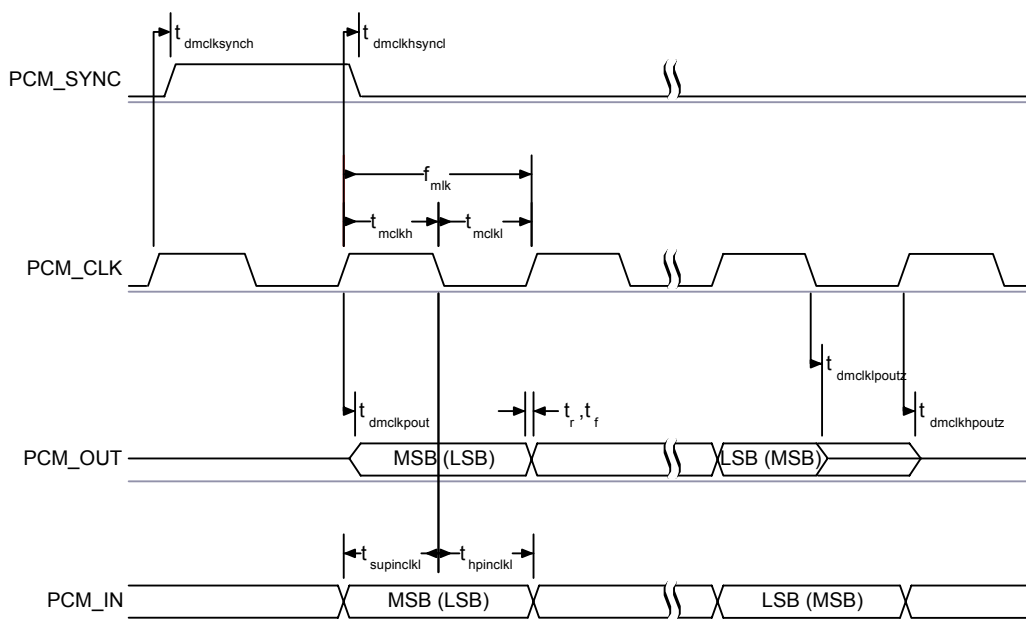 t dmclksynch
t dmclkhsyncl
PCM_SYNC
f mlk
t mclkh
t mclkl
PCM_CLK
t dmclklpoutz
t dmclkpout
t r ,t f
t dmclkhpoutz
PCM_OUT
MSB (LSB)
LSB (MSB)
t supinclkl
t hpinclkl
PCM_IN
MSB (LSB)
LSB (MSB)